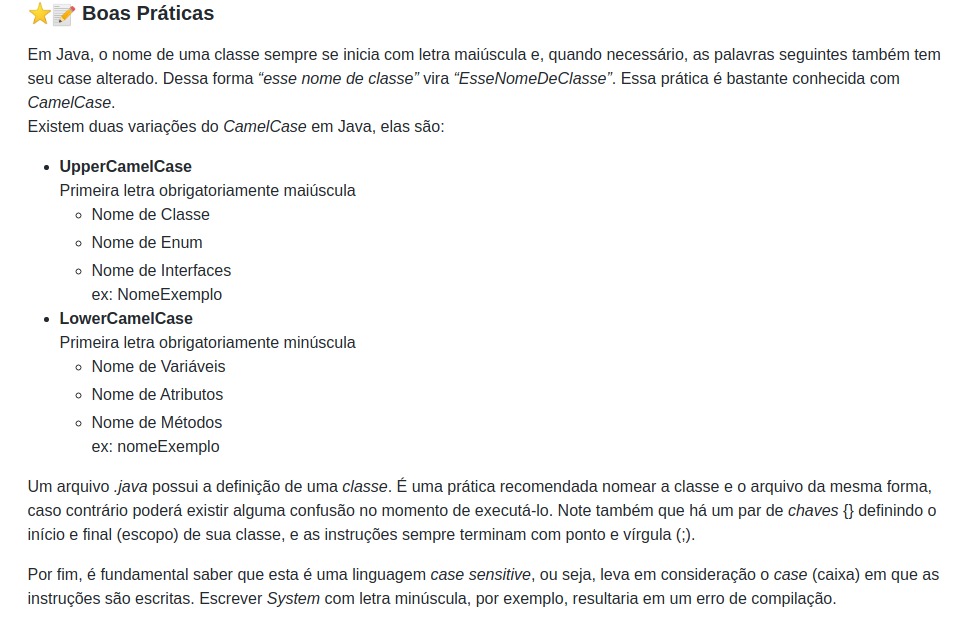 ⭐📝 Boas Práticas
Em Java, o nome de uma classe sempre se inicia com letra maiúscula e, quando necessário, as palavras seguintes também tem
seu case alterado. Dessa forma “esse nome de classe” vira “EsseNomeDeClasse”. Essa prática é bastante conhecida com
CamelCase.
Existem duas variações do CamelCase em Java, elas são:
• UpperCamelCase
Primeira letra obrigatoriamente maiúscula
◦ Nome de Classe
◦ Nome de Enum
◦ Nome de Interfaces
ex: NomeExemplo
• LowerCamelCase
Primeira letra obrigatoriamente minúscula
◦ Nome de Variáveis
◦ Nome de Atributos
◦ Nome de Métodos
ex: nomeExemplo
Um arquivo .java possui a definição de uma classe. É uma prática recomendada nomear a classe e o arquivo da mesma forma,
caso contrário poderá existir alguma confusão no momento de executá-lo. Note também que há um par de chaves {} definindo o
início e final (escopo) de sua classe, e as instruções sempre terminam com ponto e vírgula (;).
Por fim, é fundamental saber que esta é uma linguagem case sensitive, ou seja, leva em consideração o case (caixa) em que as
instruções são escritas. Escrever System com letra minúscula, por exemplo, resultaria em um erro de compilação.